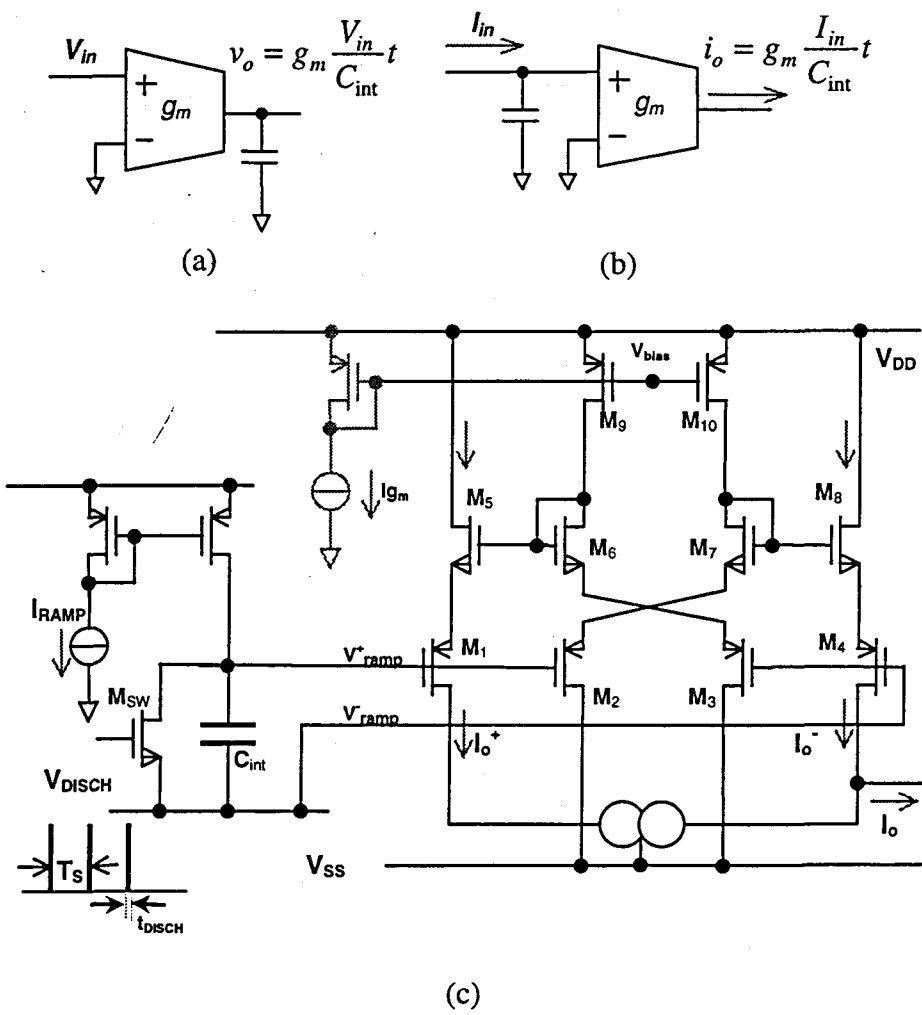 V_in
v_o = g_m V_in/C_int t
+
g_m
−
(a)
I_in
i_o = g_m I_in/C_int t
+
g_m
−
(b)
V_bias
V_DD
M_9
M_10
Ig_m
M_5
M_8
M_6
M_7
I_RAMP
V^+_ramp
M_1
M_4
M_SW
M_2
M_3
V^-_ramp
C_int
I_o^+
I_o^-
V_DISCH
I_o
V_SS
T_S
t_DISCH
(c)